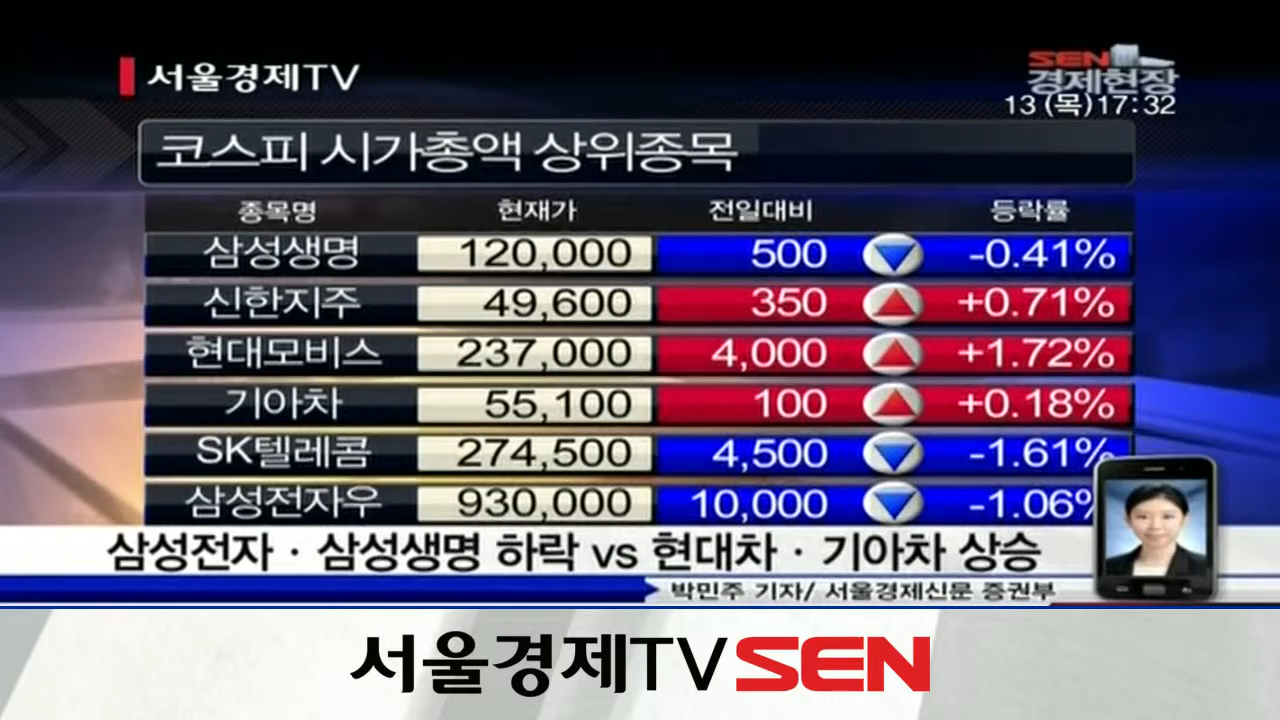 서울경제TV
SEN
경제현장
13 (목) 17:32
코스피 시가총액 상위종목
종목명 현재가 전일대비 등락률
삼성생명 120,000 500 ▼ -0.41%
신한지주 49,600 350 ▲ +0.71%
현대모비스 237,000 4,000 ▲ +1.72%
기아차 55,100 100 ▲ +0.18%
SK텔레콤 274,500 4,500 ▼ -1.61%
삼성전자우 930,000 10,000 ▼ -1.06%
삼성전자 · 삼성생명 하락 vs 현대차 · 기아차 상승
박민주 기자/ 서울경제신문 증권부
서울경제TV SEN